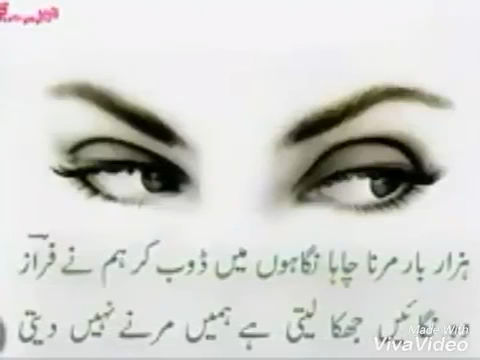 ہزار بار مرنا چاہا نگاہوں میں ڈوب کر ہم نے فراز
نگاہیں جھکا لیتی ہے ہمیں مرنے نہیں دیتی
Made With
VivaVideo